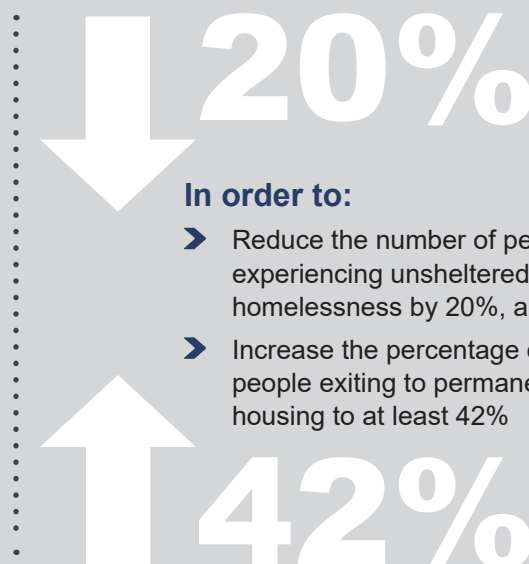 20%
In order to:
Reduce the number of pe
experiencing unsheltered
homelessness by 20%, a
Increase the percentage
people exiting to permane
housing to at least 42%
42%